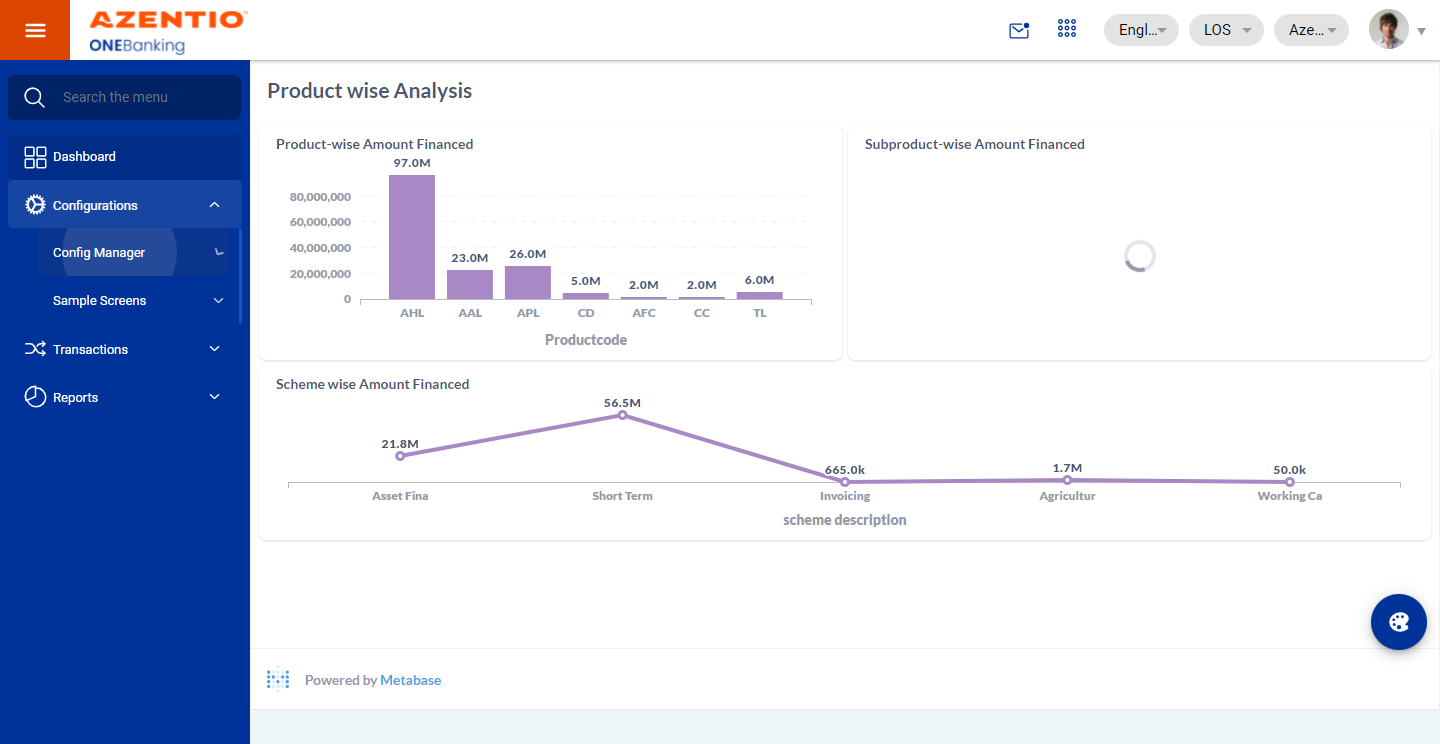 AZENTIO™
ONEBanking
Engl...
LOS
Aze...
Search the menu
Dashboard
Configurations
Config Manager
Sample Screens
Transactions
Reports
Product wise Analysis
Product-wise Amount Financed
97.0M
80,000,000
60,000,000
40,000,000
20,000,000
0
23.0M
26.0M
5.0M
2.0M
2.0M
6.0M
AHL
AAL
APL
CD
AFC
CC
TL
Productcode
Subproduct-wise Amount Financed
Scheme wise Amount Financed
21.8M
56.5M
665.0k
1.7M
50.0k
Asset Fina
Short Term
Invoicing
Agricultur
Working Ca
scheme description
Powered by Metabase